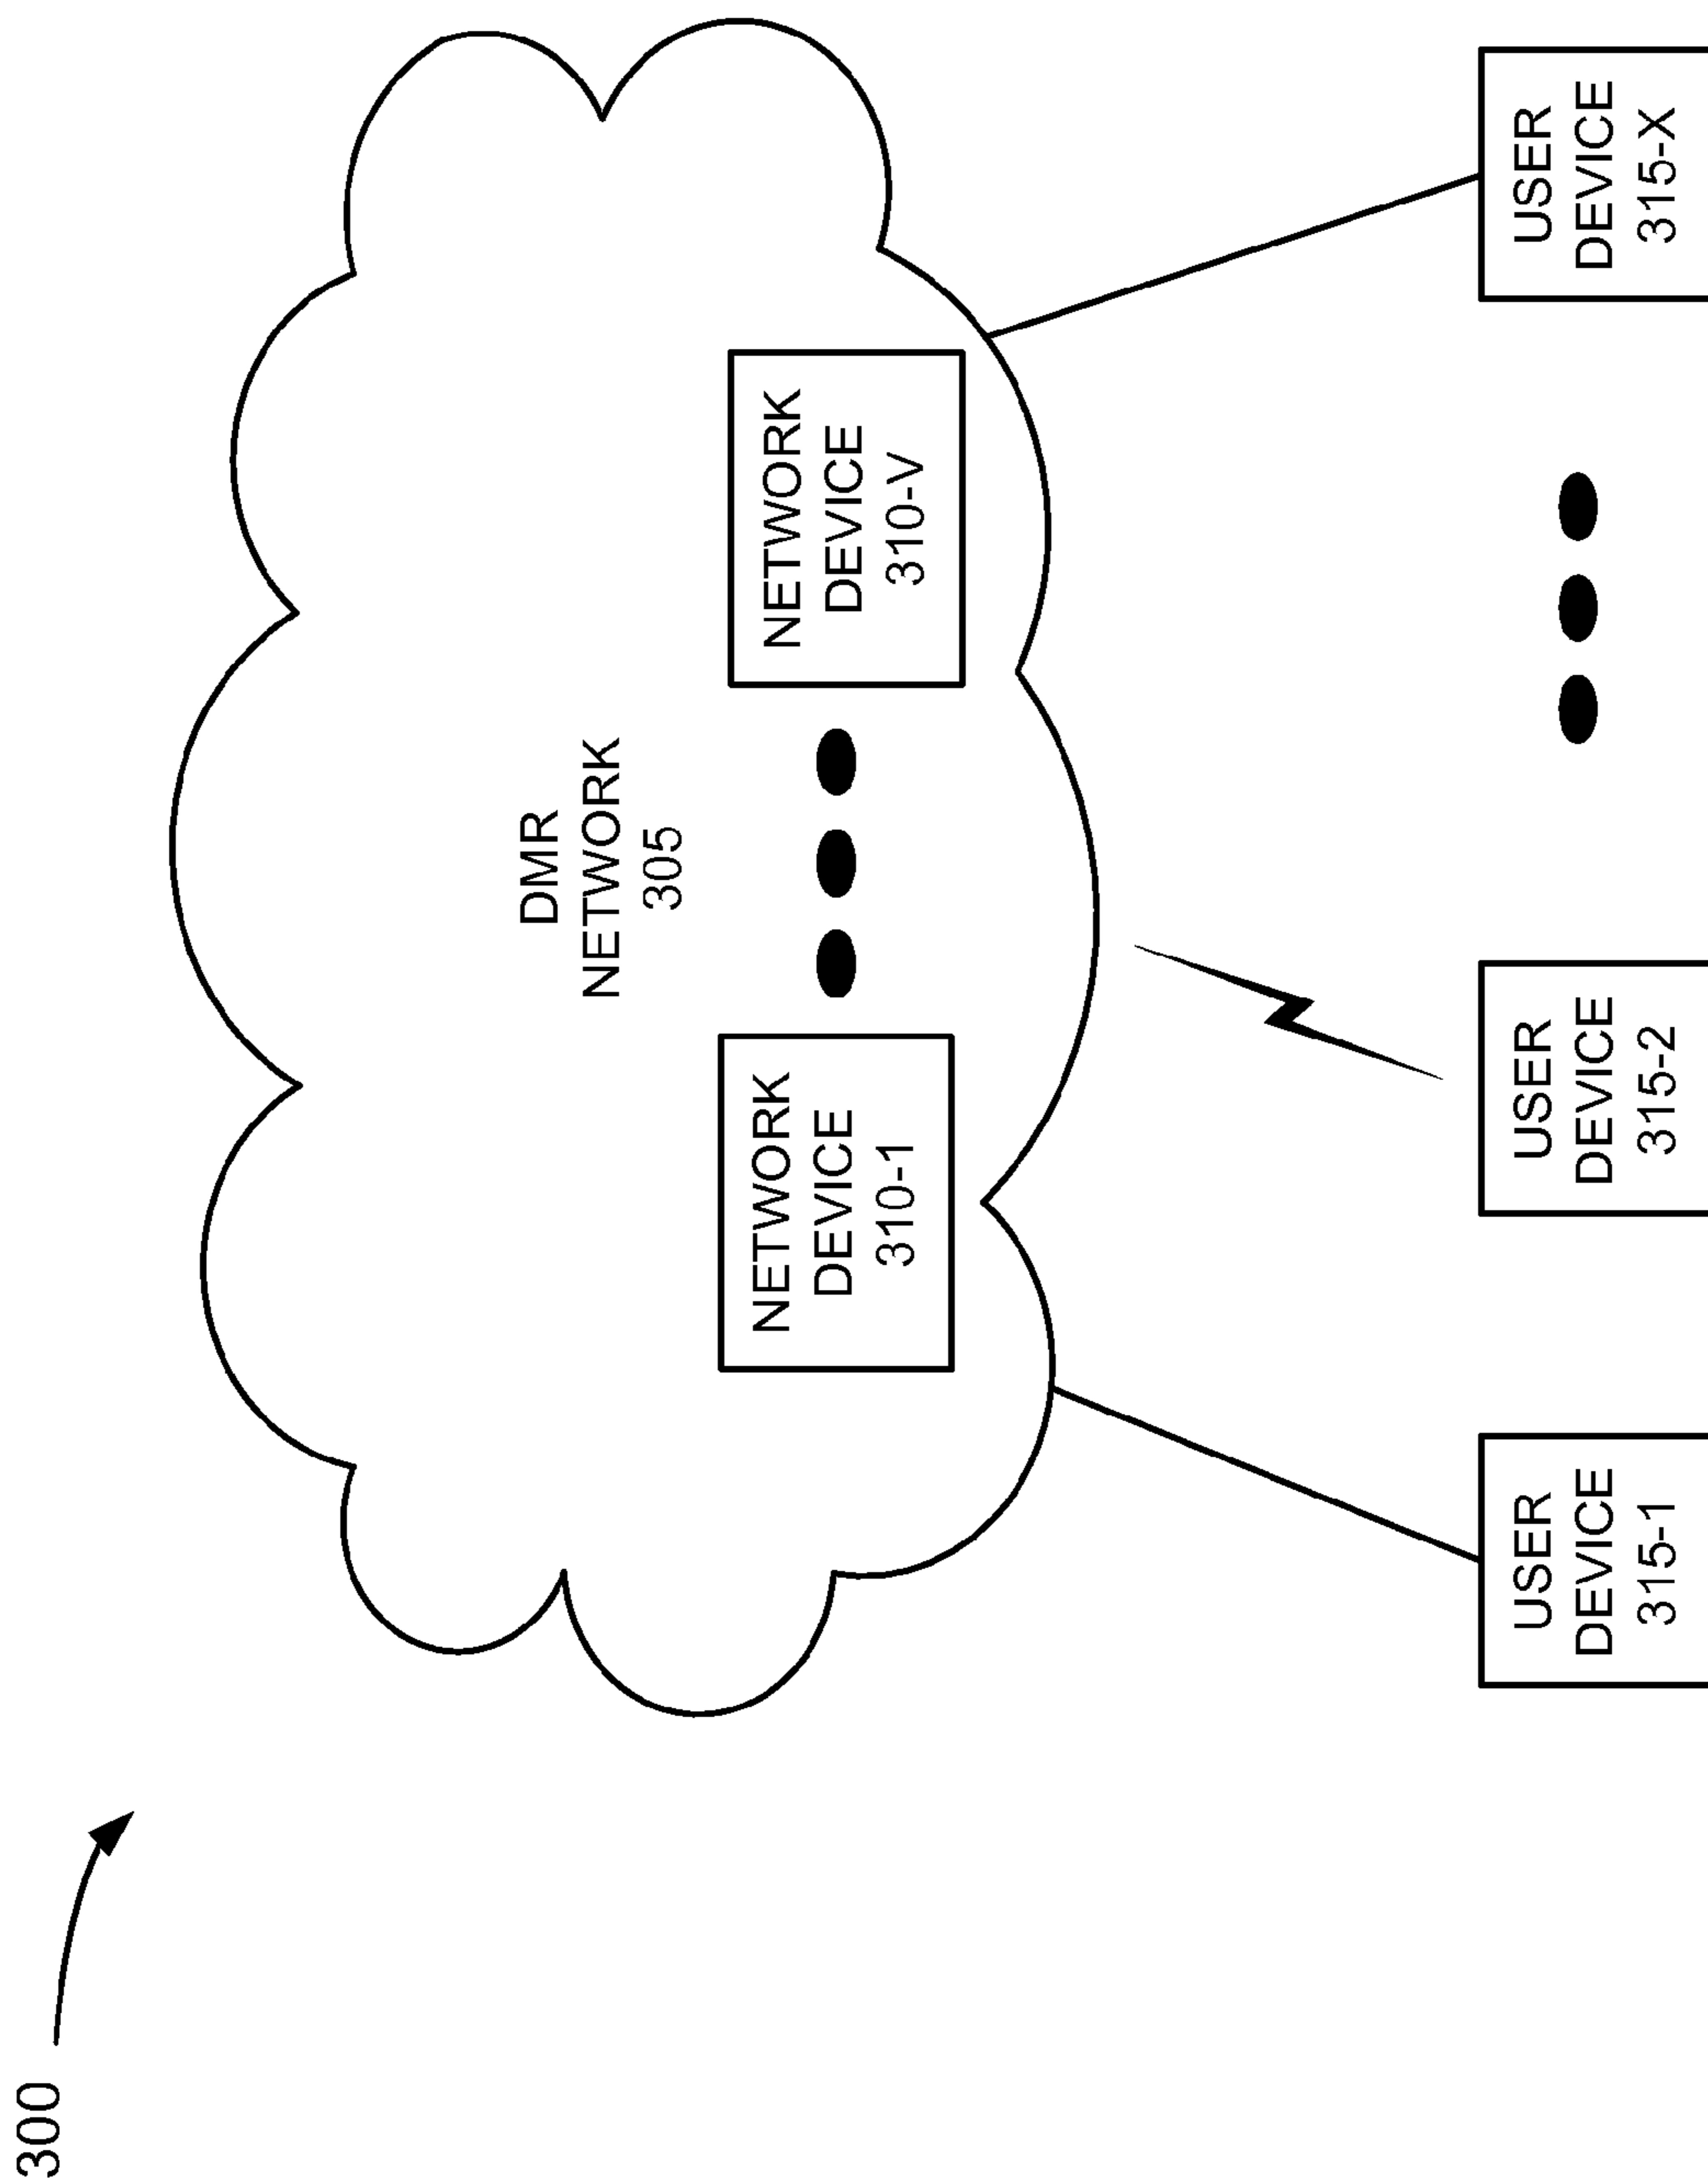 300
DMR
NETWORK
305
NETWORK
DEVICE
310-1
NETWORK
DEVICE
310-V
USER
DEVICE
315-1
USER
DEVICE
315-2
USER
DEVICE
315-X